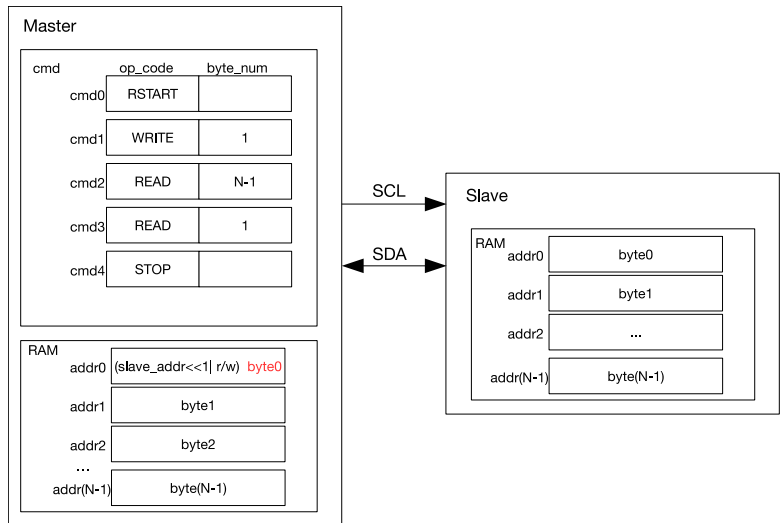 Master
cmd op_code byte_num
cmd0 RSTART
cmd1 WRITE 1
cmd2 READ N-1
cmd3 READ 1
cmd4 STOP
RAM
addr0 (slave_addr<<1| r/w) byte0
addr1 byte1
addr2 byte2
...
addr(N-1) byte(N-1)
SCL
SDA
Slave
RAM
addr0 byte0
addr1 byte1
addr2 ...
addr(N-1) byte(N-1)